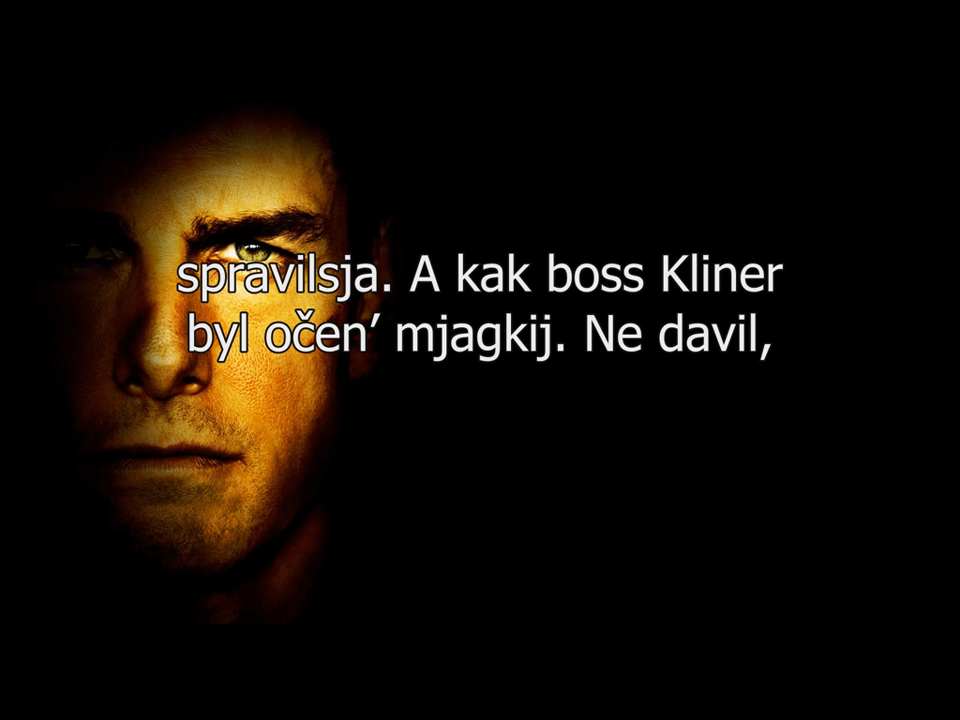 spravilsja. A kak boss Kliner
byl očen’ mjagkij. Ne davil,